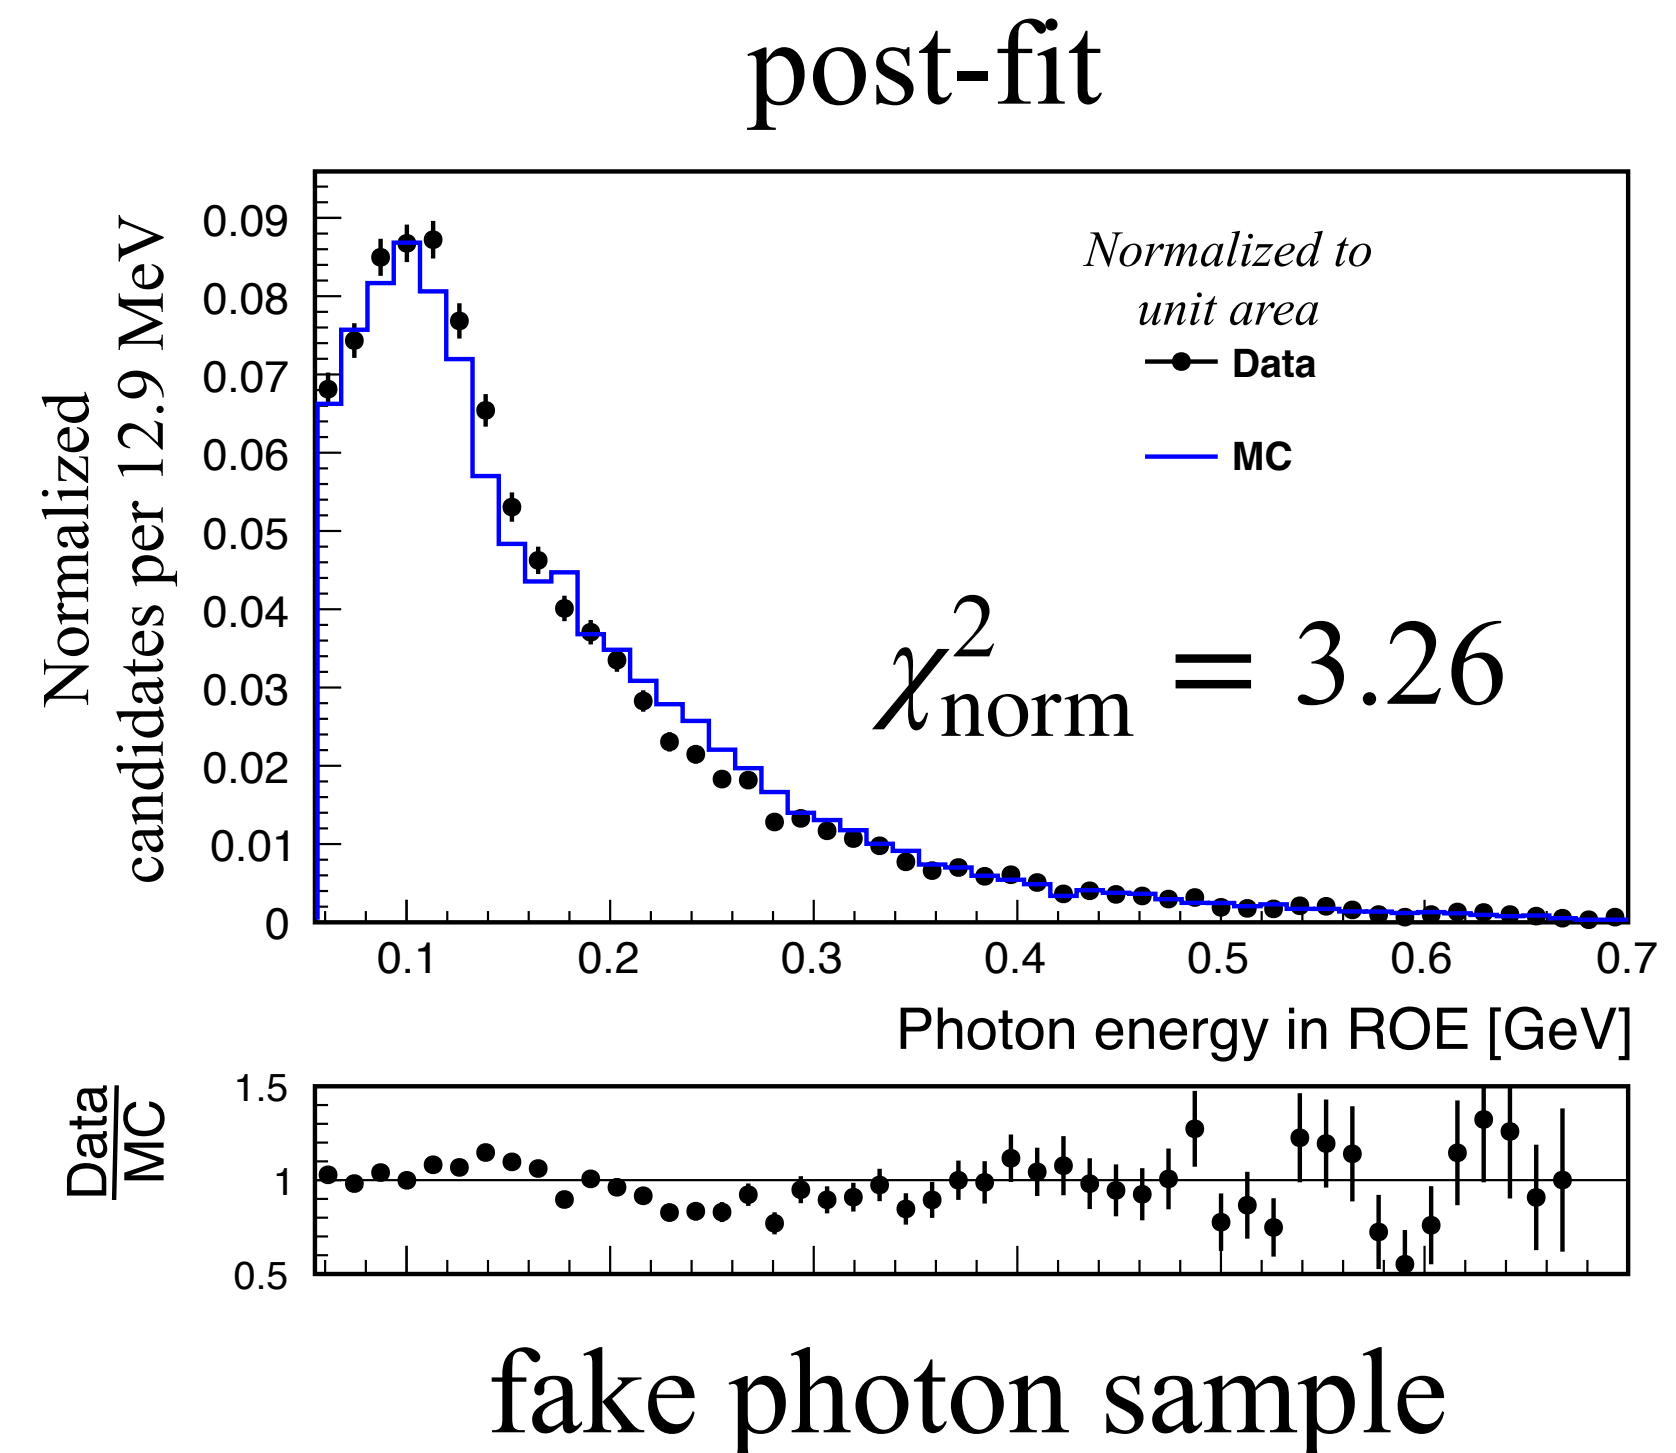 post-fit
Normalized
candidates per 12.9 MeV
0.09
0.08
0.07
0.06
0.05
0.04
0.03
0.02
0.01
0
Normalized to
unit area
Data
MC
χ²norm = 3.26
0.1 0.2 0.3 0.4 0.5 0.6 0.7
Photon energy in ROE [GeV]
Data
MC
1.5
1
0.5
fake photon sample